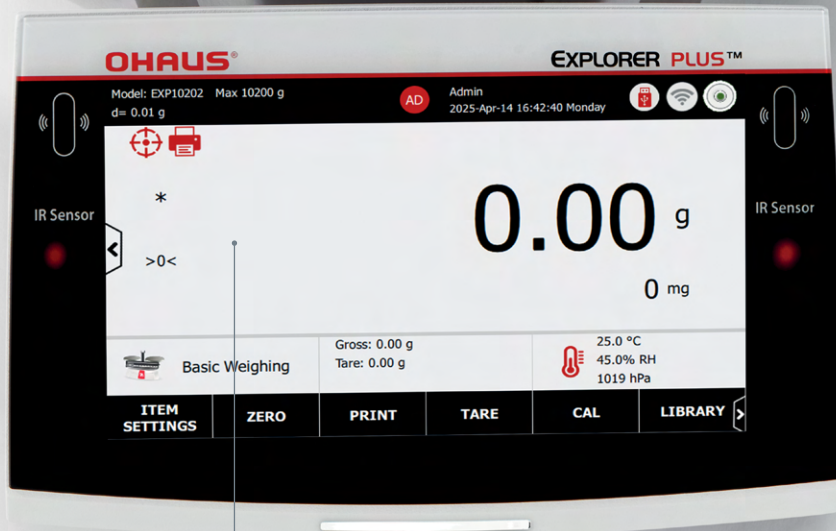 OHAUS®
EXPLORER PLUS™
Model: EXP10202 Max 10200 g
d= 0.01 g
AD
Admin
2025-Apr-14 16:42:40 Monday
*
0.00 g
>0<
0 mg
IR Sensor
IR Sensor
Basic Weighing
Gross: 0.00 g
Tare: 0.00 g
25.0 °C
45.0% RH
1019 hPa
ITEM
SETTINGS
ZERO
PRINT
TARE
CAL
LIBRARY